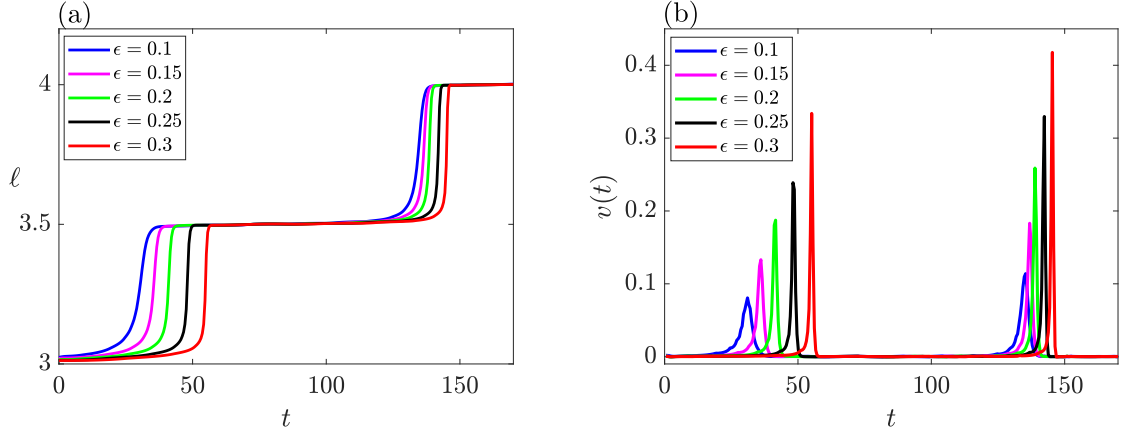 (a)
ϵ = 0.1
ϵ = 0.15
ϵ = 0.2
ϵ = 0.25
ϵ = 0.3
4
3.5
3
ℓ
0
50
100
150
t
(b)
ϵ = 0.1
ϵ = 0.15
ϵ = 0.2
ϵ = 0.25
ϵ = 0.3
0.4
0.3
0.2
0.1
0
v(t)
0
50
100
150
t